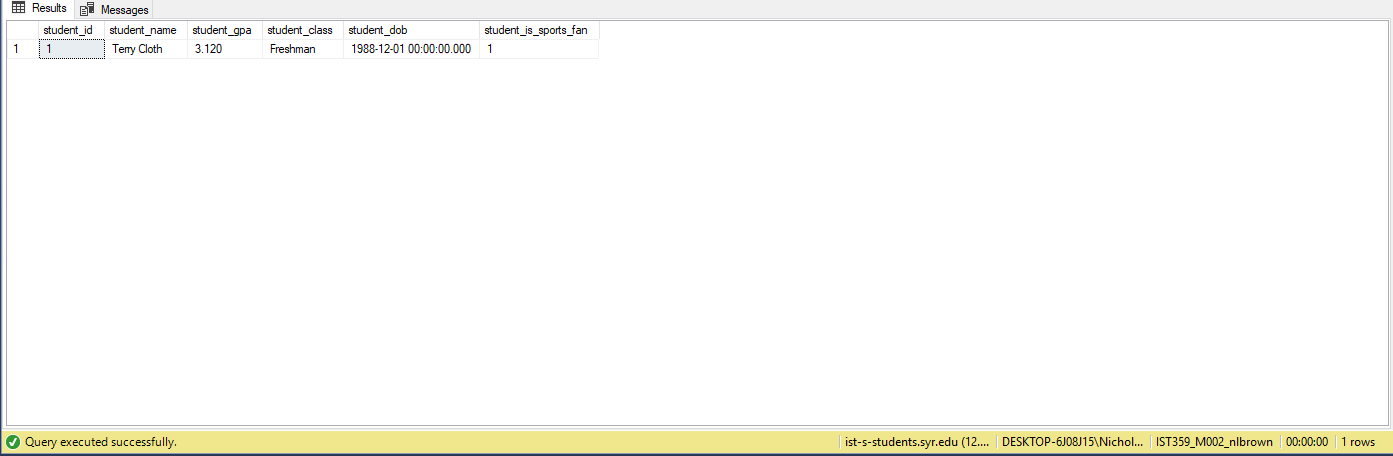 Results Messages
student_id student_name student_gpa student_class student_dob student_is_sports_fan
1 1 Terry Cloth 3.120 Freshman 1988-12-01 00:00:00.000 1
Query executed successfully. ist-s-students.syr.edu (12.... DESKTOP-6J08J15\Nichol... IST359_M002_nlbrown 00:00:00 1 rows